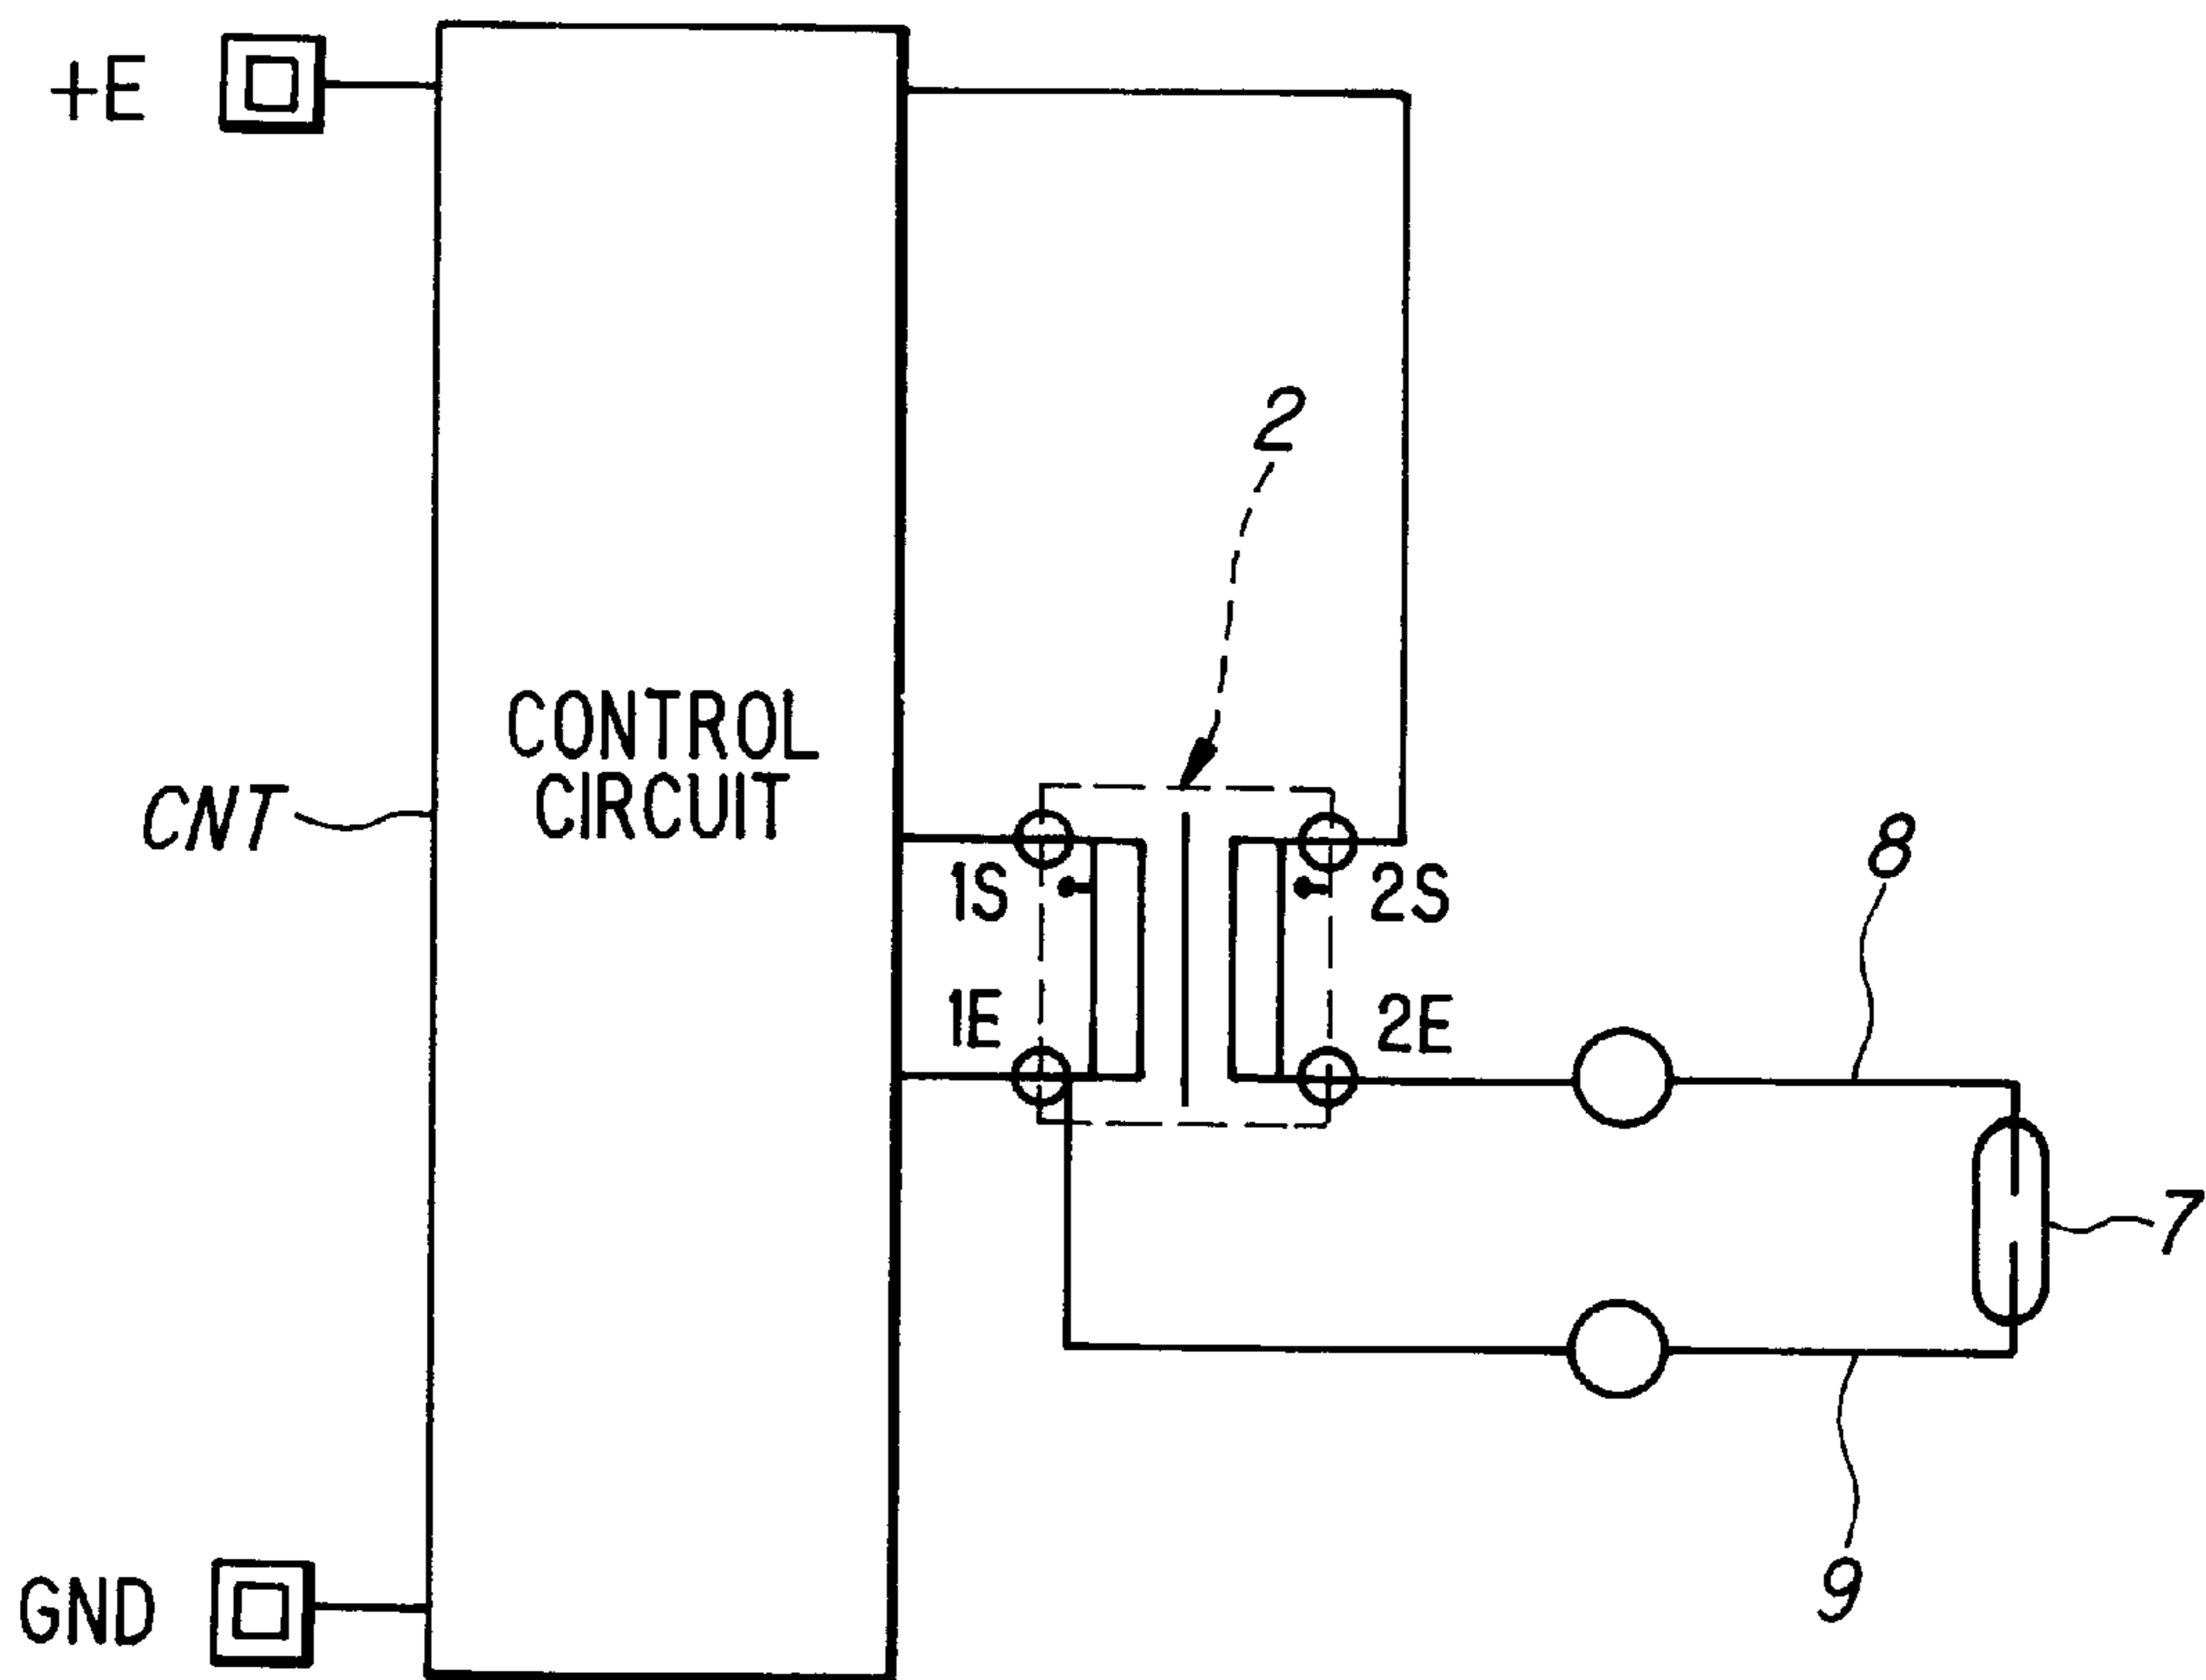 +E
2
CONTROL
CIRCUIT
CNT
8
1S
2S
1E
2E
7
9
GND